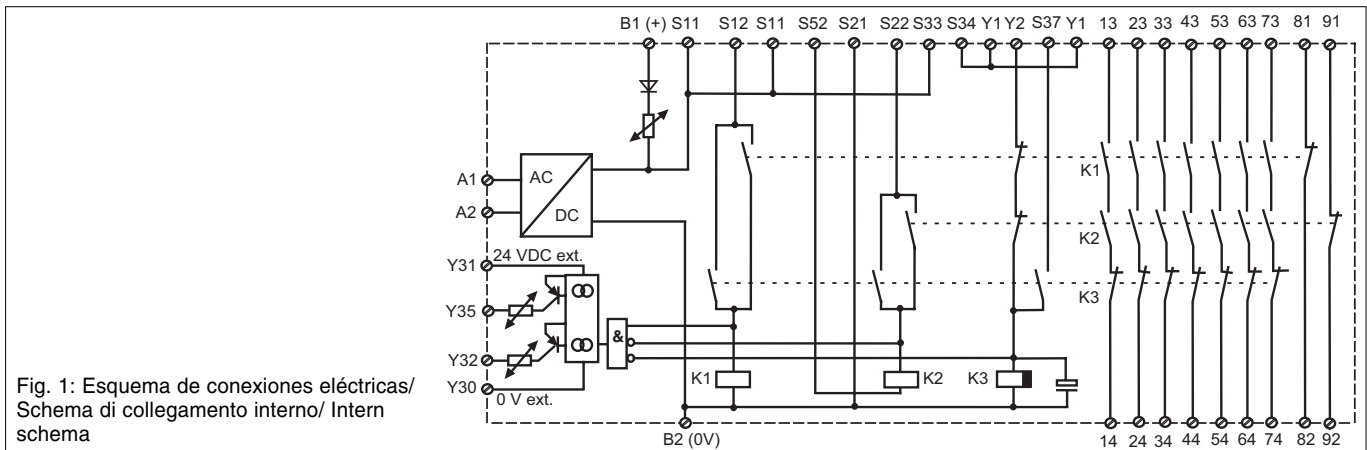 B1 (+) S11 S12 S11 S52 S21 S22 S33 S34 Y1 Y2 S37 Y1 13 23 33 43 53 63 73 81 91
A1
AC
A2
DC
K1
K2
K3
Y31
24 VDC ext.
Y35
Y32
&
K1
K2
K3
Y30
0 V ext.
B2 (0V)
14 24 34 44 54 64 74 82 92
Fig. 1: Esquema de conexiones eléctricas/
Schema di collegamento interno/ Intern
schema